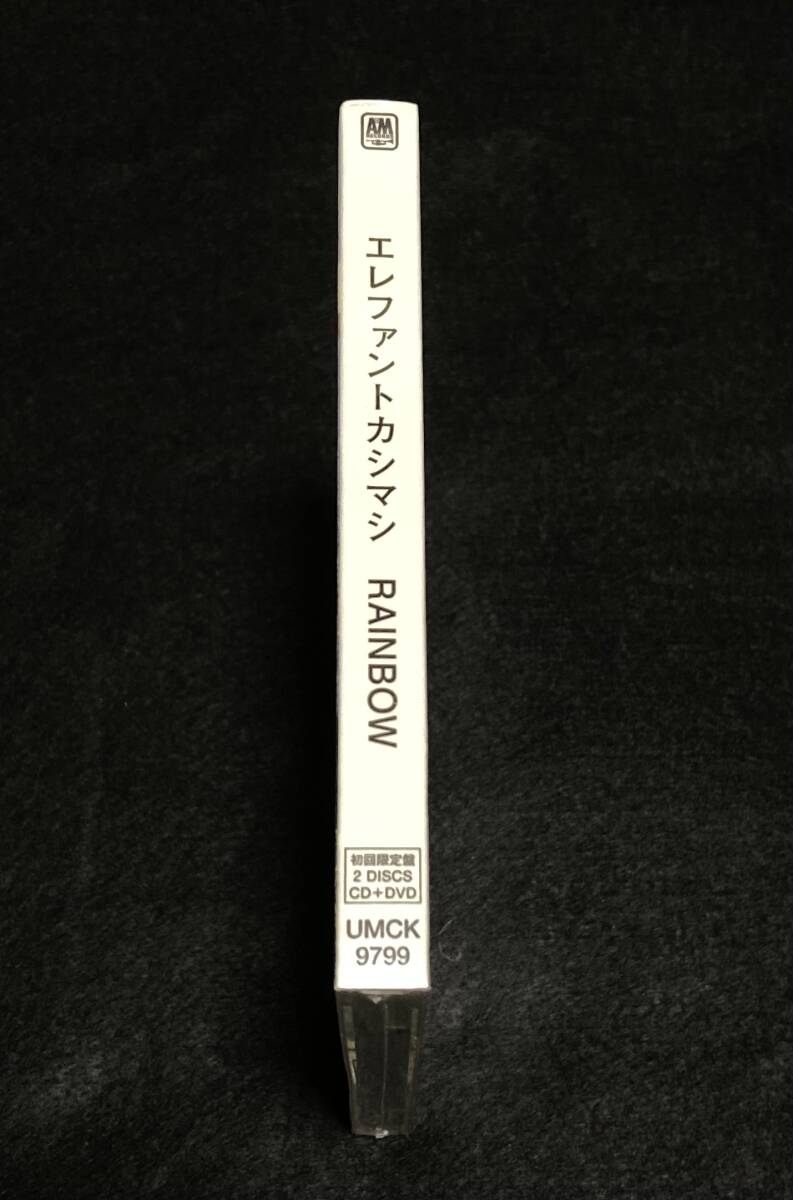 A&M
RECORDS
エレファントカシマシ RAINBOW
初回限定盤
2 DISCS
CD+DVD
UMCK
9799